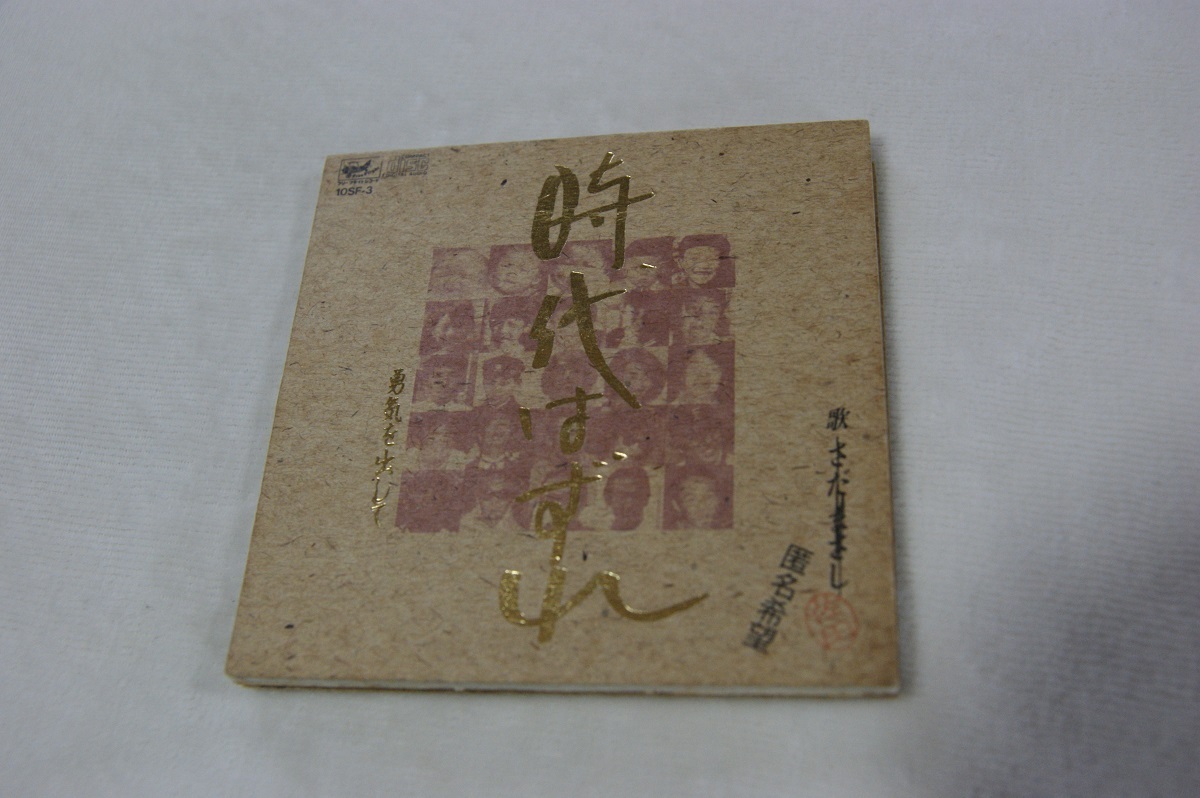 10SF-3
時代はずれ
勇気を出して
歌・さだまさし
匿名希望